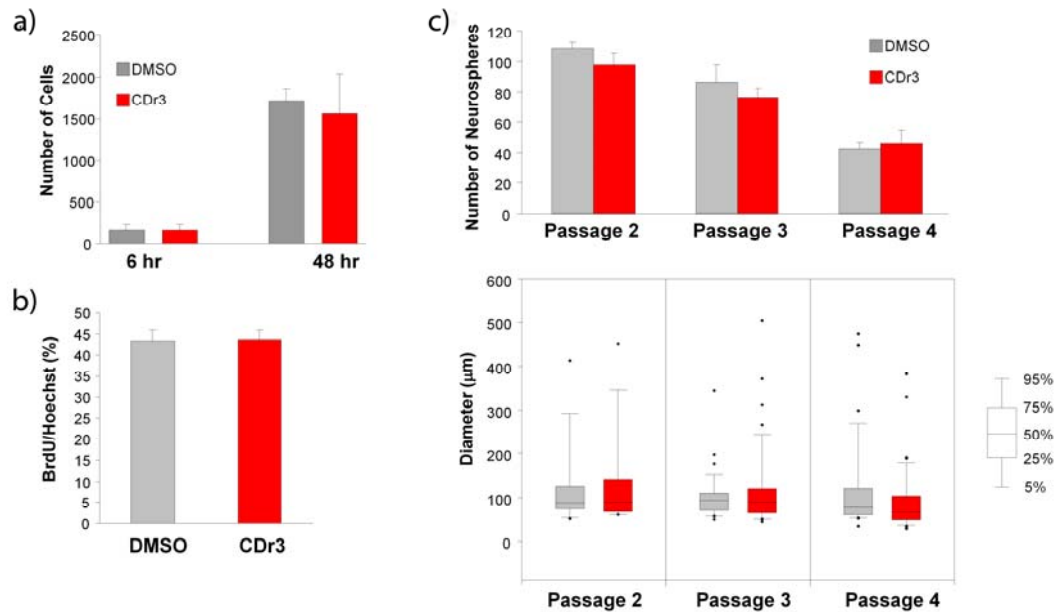 a)
Number of Cells
2500
2000
1500
1000
500
0
DMSO
CDr3
6 hr 48 hr
b)
BrdU/Hoechst (%)
50
45
40
35
30
25
20
15
10
5
0
DMSO CDr3
c)
Number of Neurospheres
120
100
80
60
40
20
0
DMSO
CDr3
Passage 2 Passage 3 Passage 4
Diameter (µm)
600
500
400
300
200
100
0
95%
75%
50%
25%
5%
Passage 2 Passage 3 Passage 4